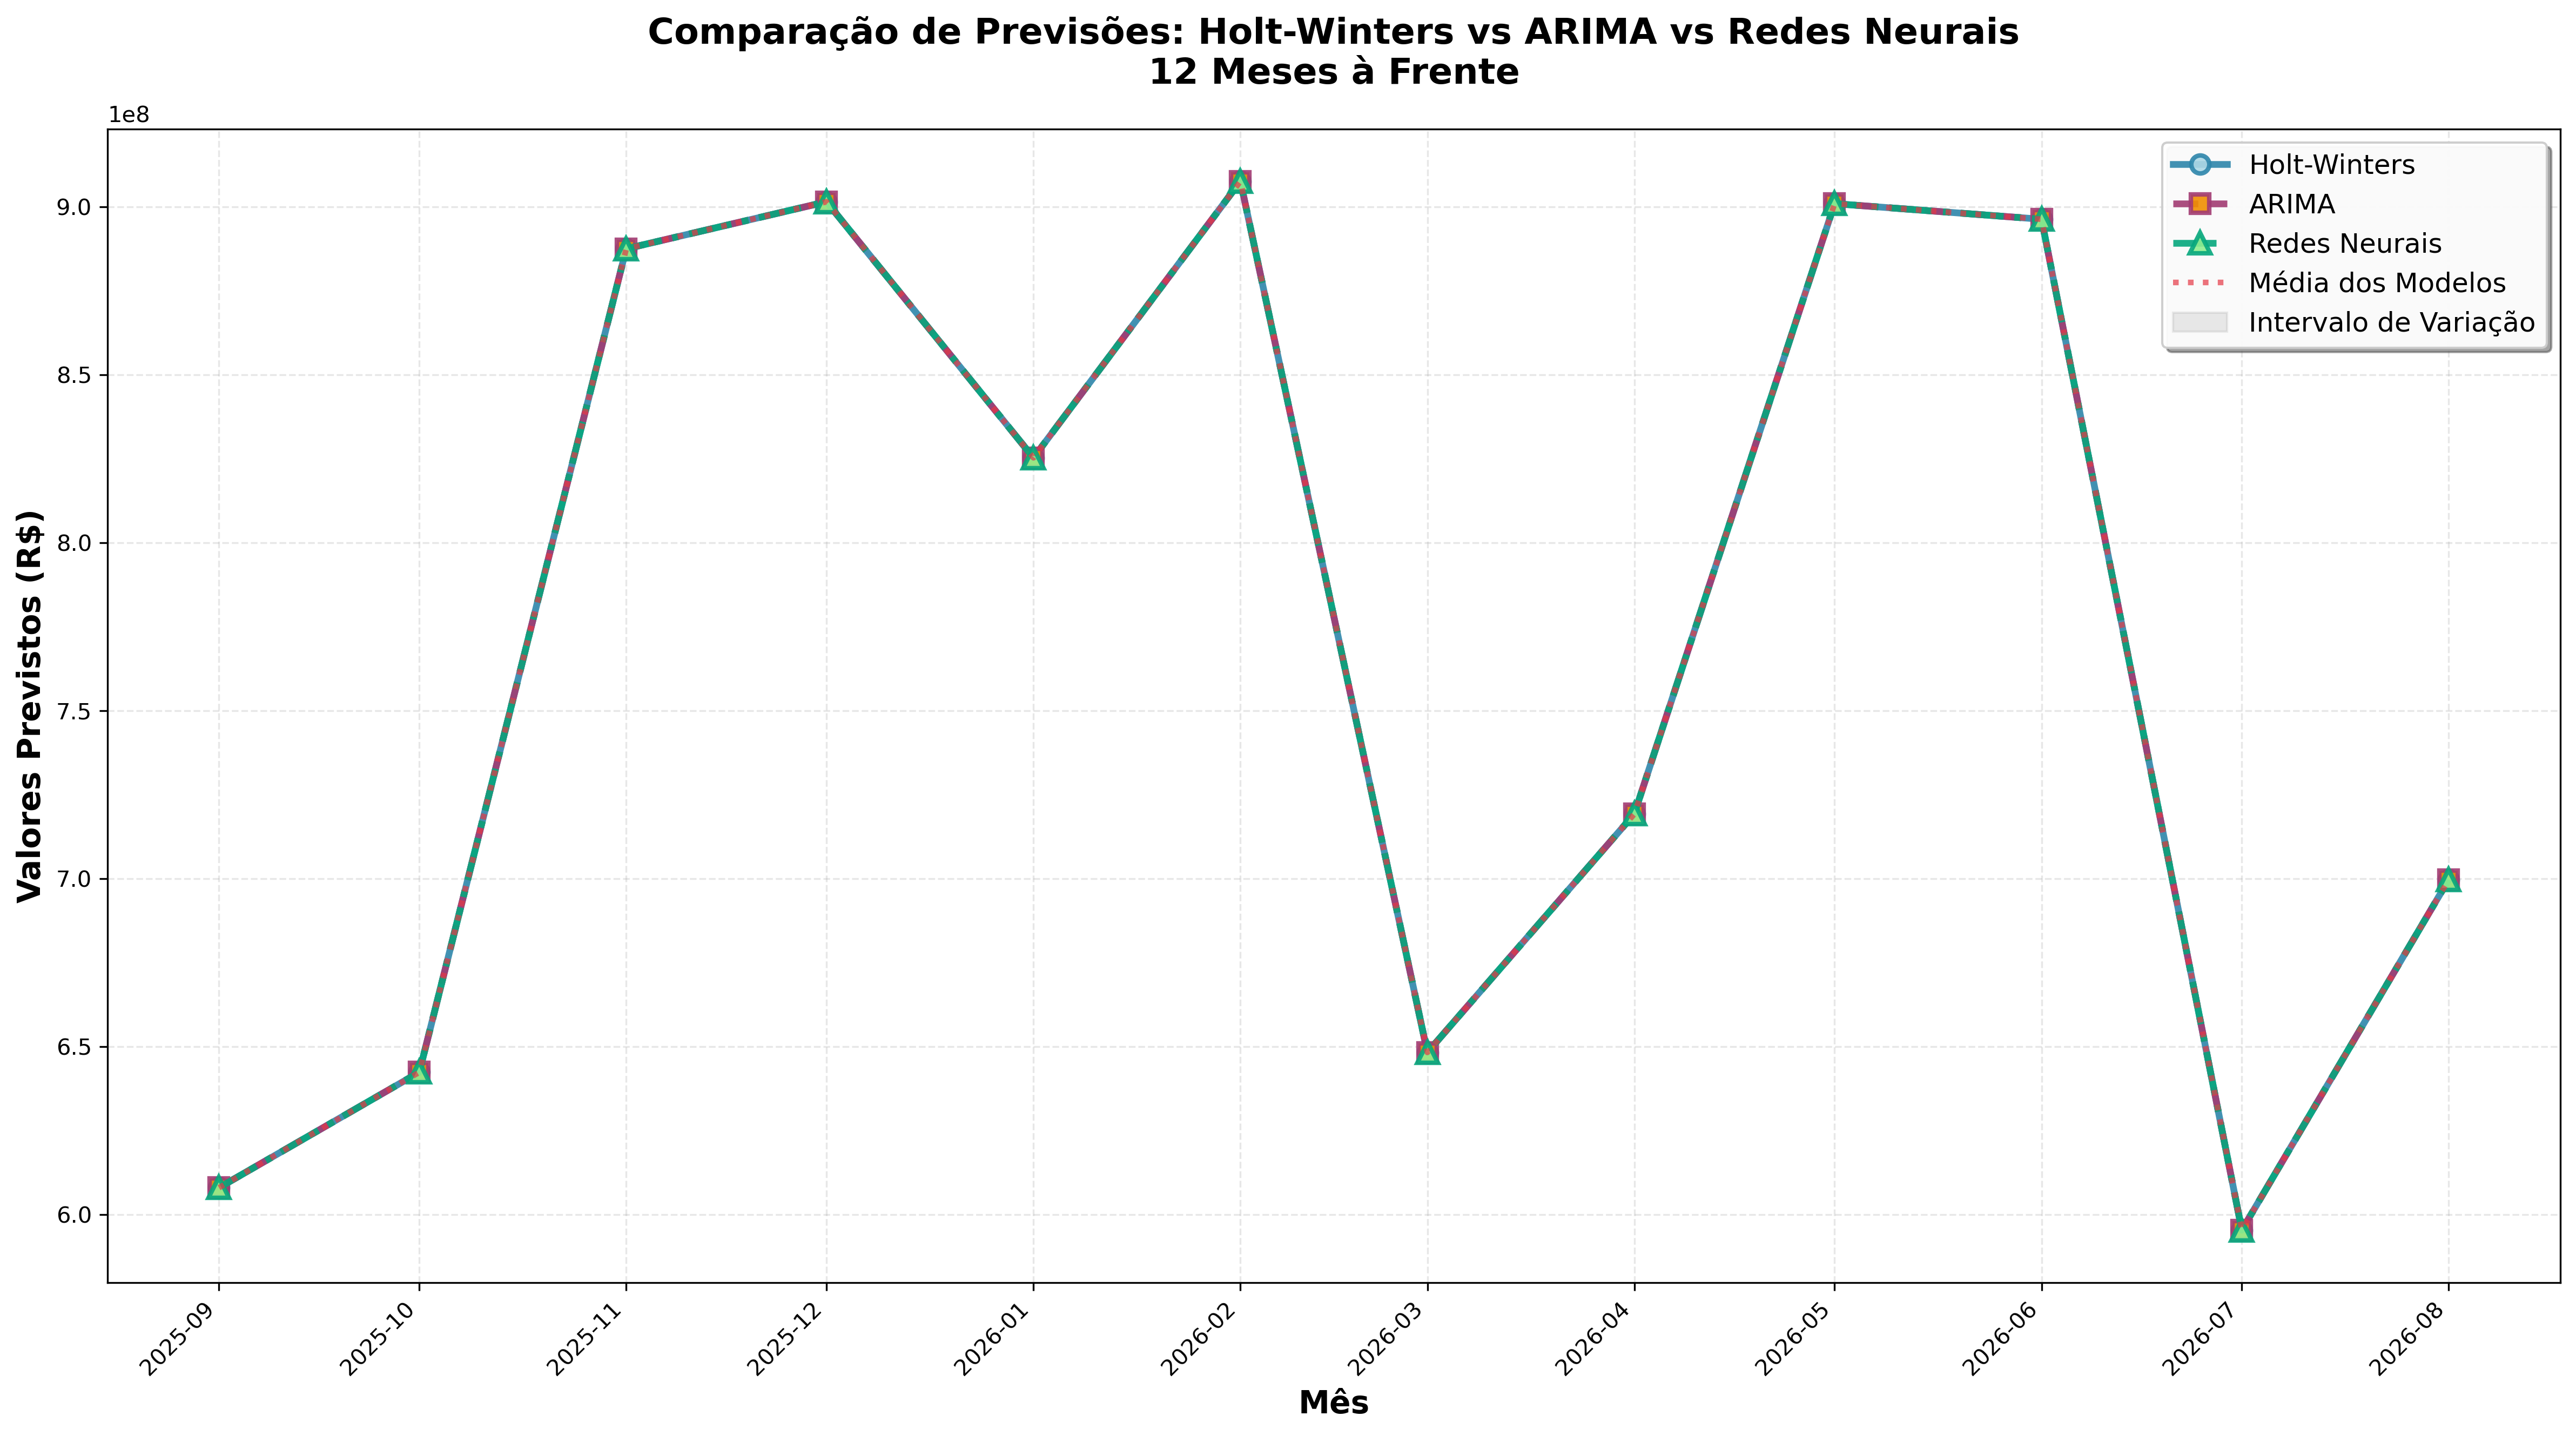 Comparação de Previsões: Holt-Winters vs ARIMA vs Redes Neurais
12 Meses à Frente
1e8
Holt-Winters
ARIMA
Redes Neurais
Média dos Modelos
Intervalo de Variação
Valores Previstos (R$)
9.0
8.5
8.0
7.5
7.0
6.5
6.0
2025-09
2025-10
2025-11
2025-12
2026-01
2026-02
2026-03
2026-04
2026-05
2026-06
2026-07
2026-08
Mês